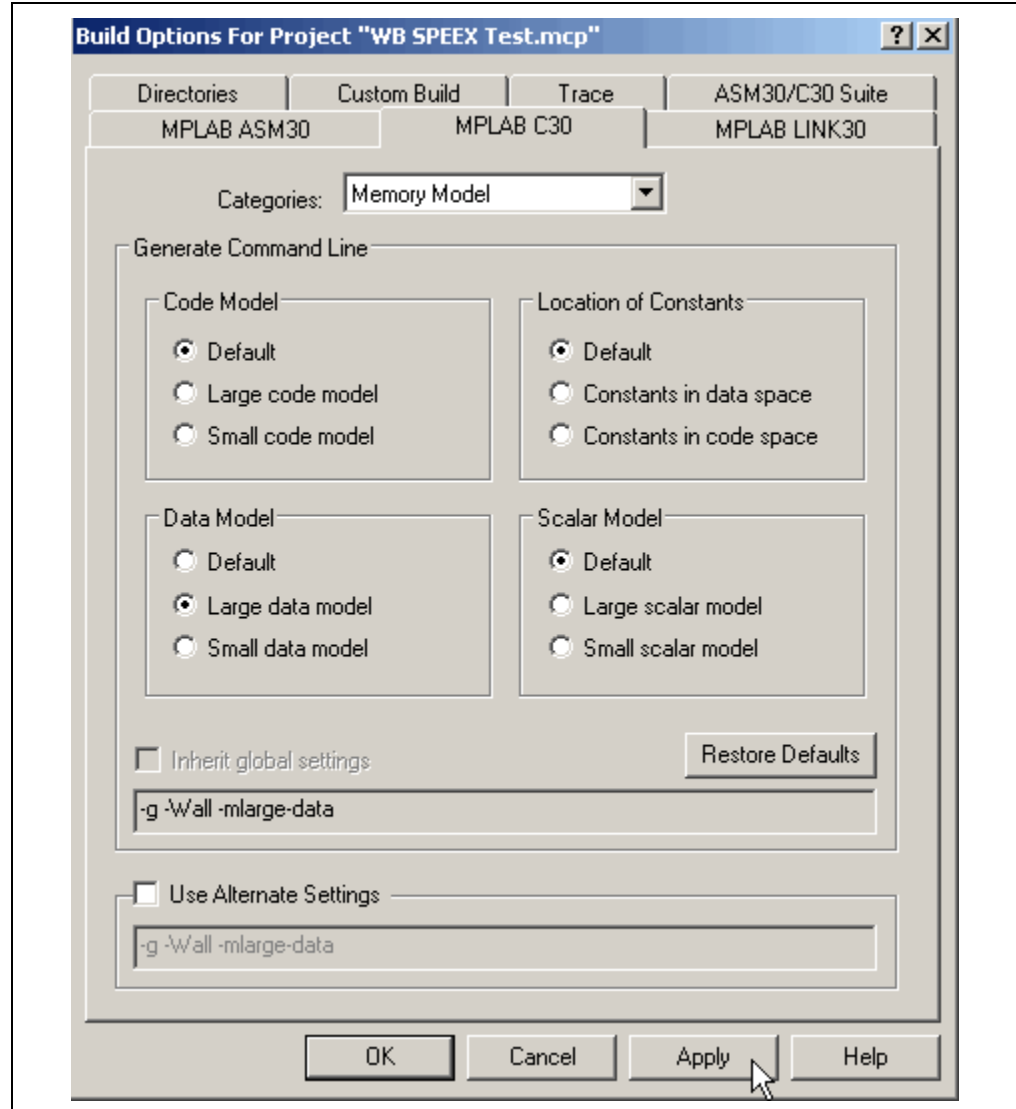 Build Options For Project "WB SPEEX Test.mcp"
Directories Custom Build Trace ASM30/C30 Suite
MPLAB ASM30 MPLAB C30 MPLAB LINK30
Categories: Memory Model
Generate Command Line
Code Model
Default
Large code model
Small code model
Location of Constants
Default
Constants in data space
Constants in code space
Data Model
Default
Large data model
Small data model
Scalar Model
Default
Large scalar model
Small scalar model
Inherit global settings
Restore Defaults
-g -Wall -mlarge-data
Use Alternate Settings
-g -Wall -mlarge-data
OK Cancel Apply Help